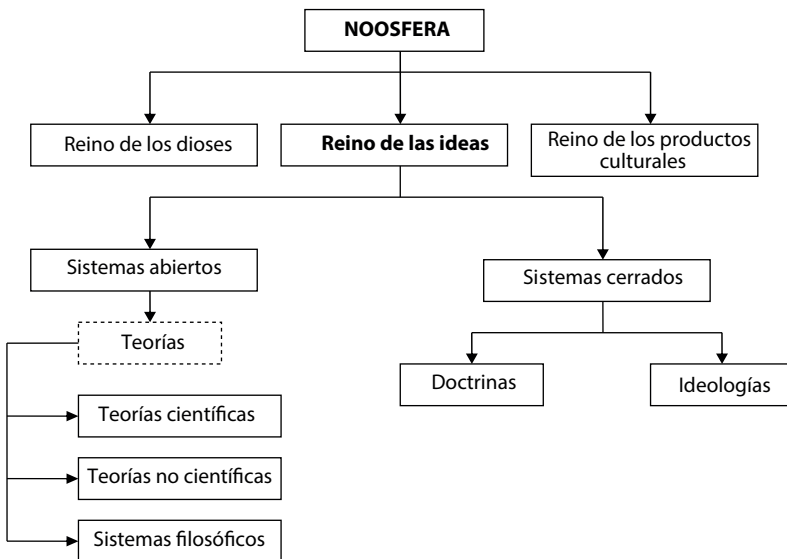 NOOSFERA
Reino de los dioses
Reino de las ideas
Reino de los productos
culturales
Sistemas abiertos
Sistemas cerrados
Teorías
Doctrinas
Ideologías
Teorías científicas
Teorías no científicas
Sistemas filosóficos